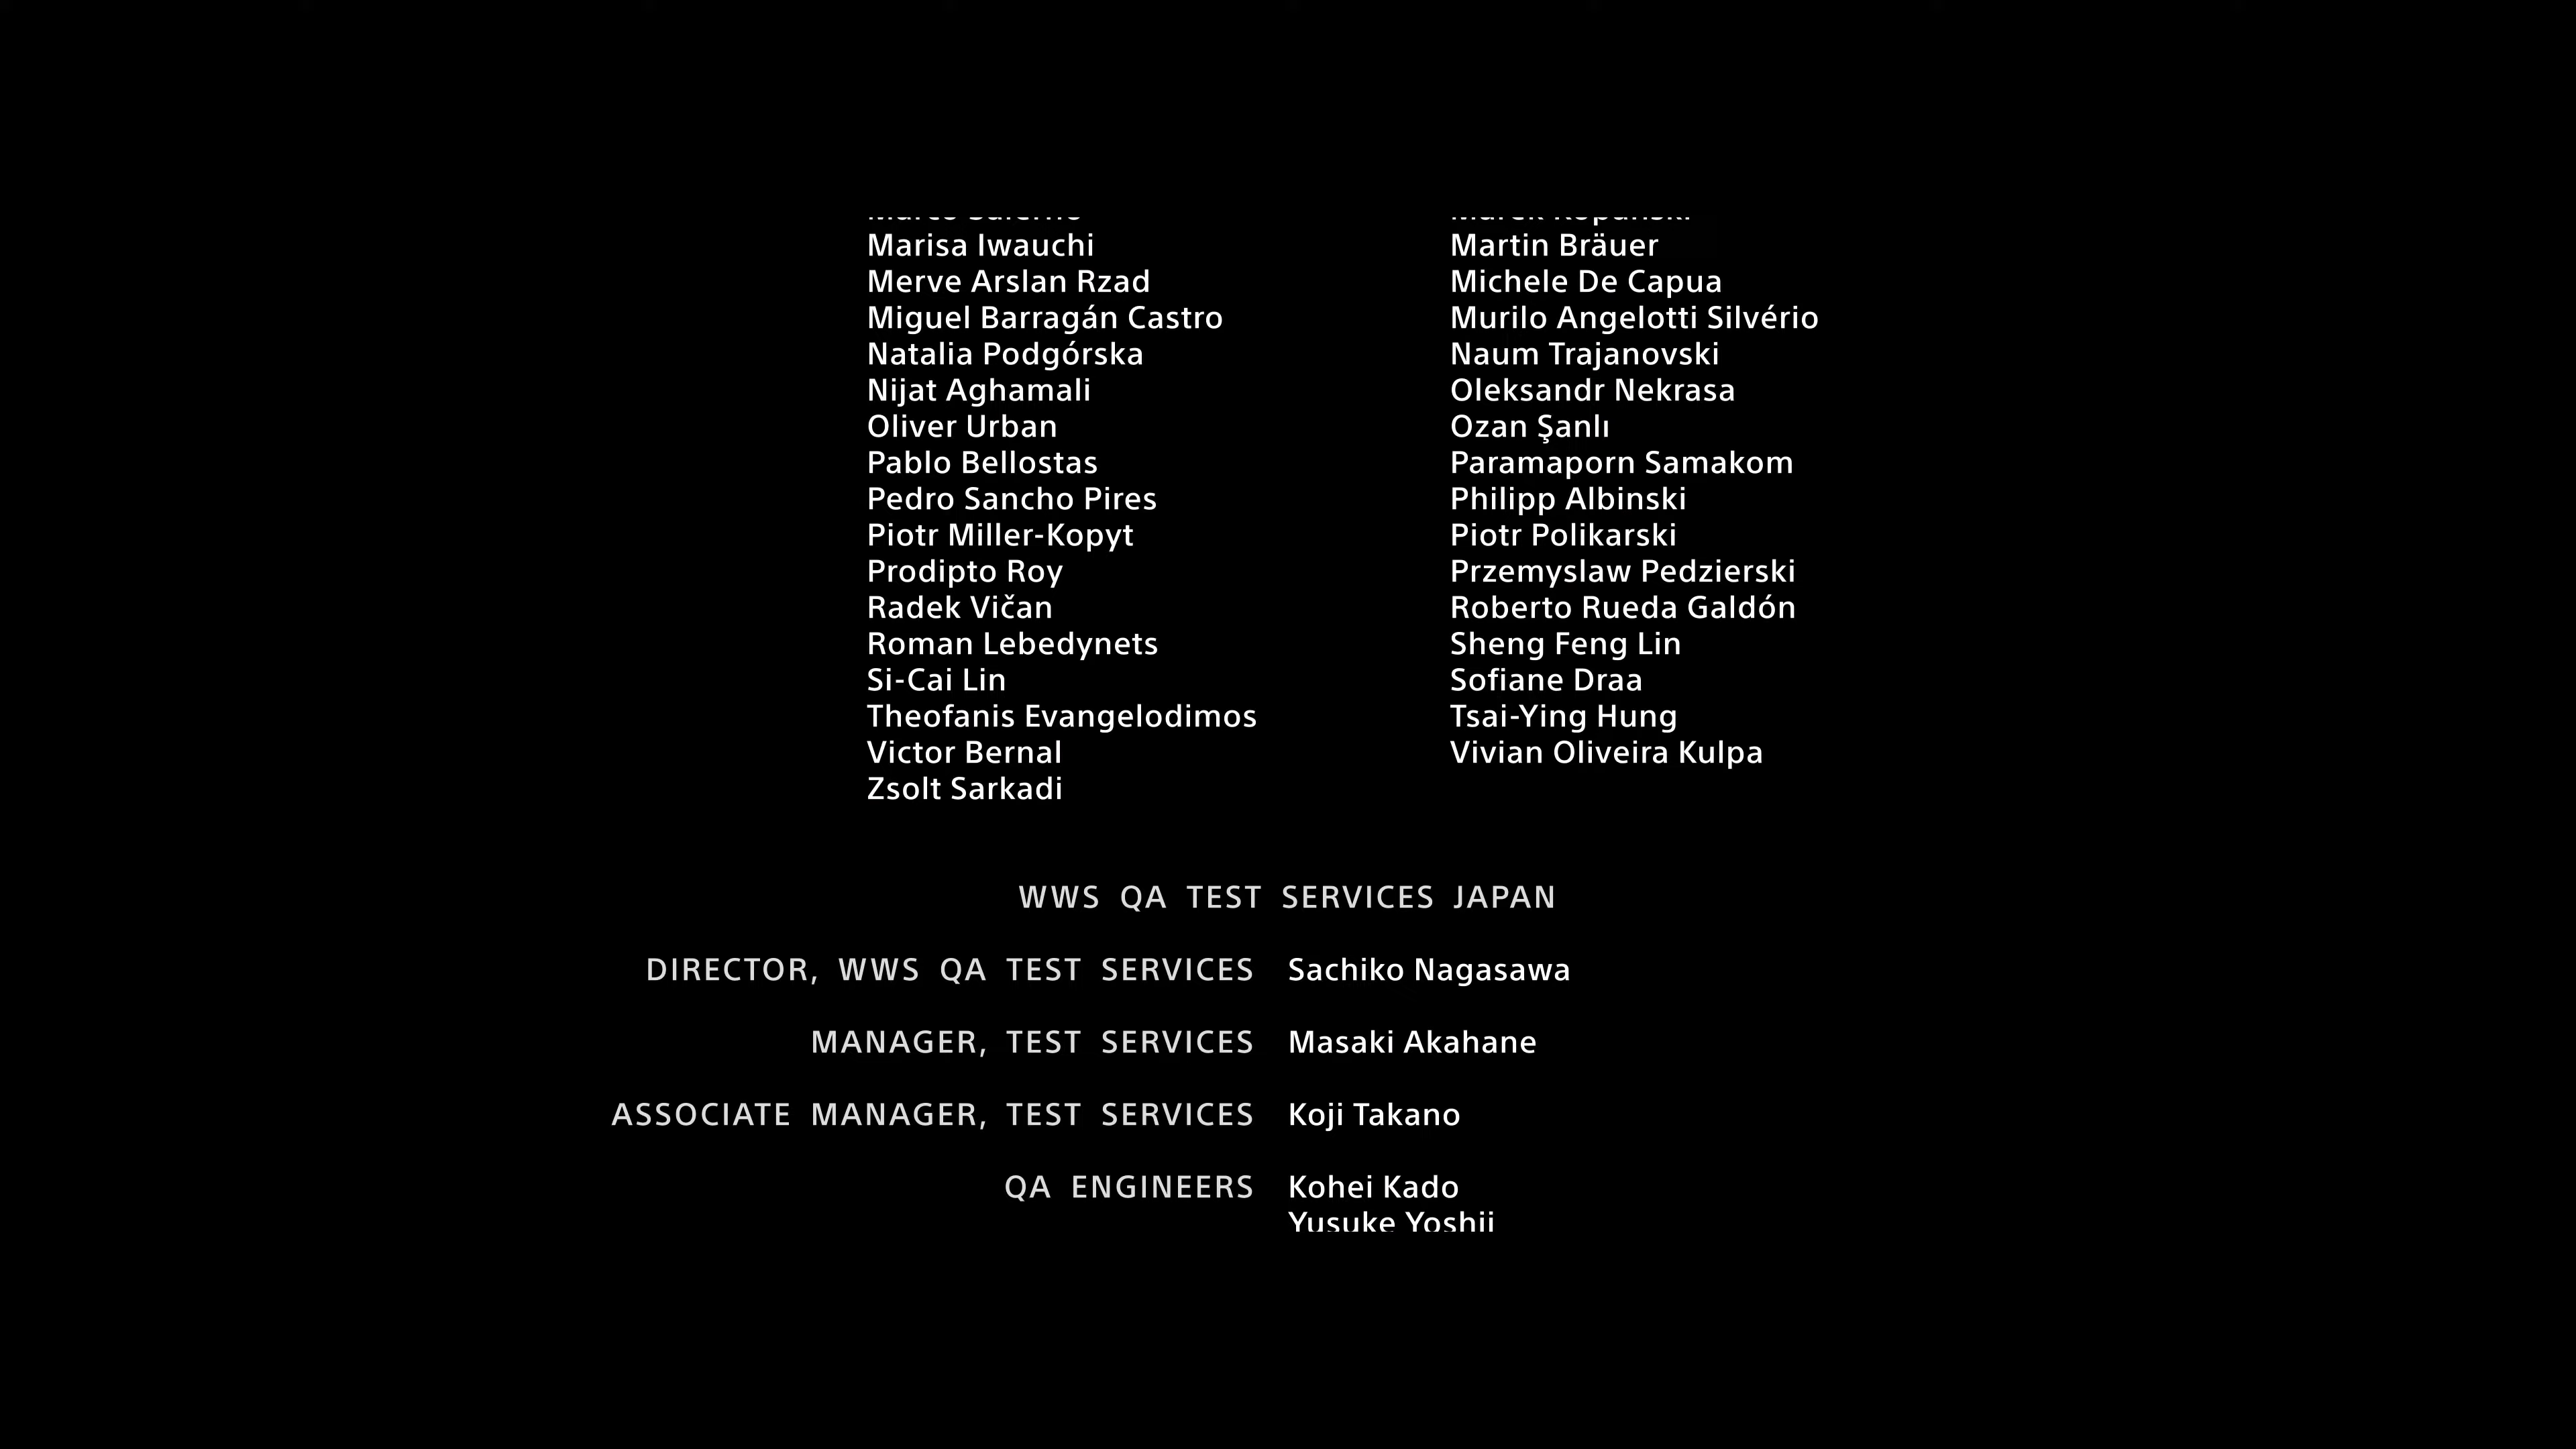 Marisa Iwauchi Martin Bräuer
Merve Arslan Rzad Michele De Capua
Miguel Barragán Castro Murilo Angelotti Silvério
Natalia Podgórska Naum Trajanovski
Nijat Aghamali Oleksandr Nekrasa
Oliver Urban Ozan Şanlı
Pablo Bellostas Paramaporn Samakom
Pedro Sancho Pires Philipp Albinski
Piotr Miller-Kopyt Piotr Polikarski
Prodipto Roy Przemyslaw Pedzierski
Radek Vičan Roberto Rueda Galdón
Roman Lebedynets Sheng Feng Lin
Si-Cai Lin Sofiane Draa
Theofanis Evangelodimos Tsai-Ying Hung
Victor Bernal Vivian Oliveira Kulpa
Zsolt Sarkadi
WWS QA TEST SERVICES JAPAN
DIRECTOR, WWS QA TEST SERVICES Sachiko Nagasawa
MANAGER, TEST SERVICES Masaki Akahane
ASSOCIATE MANAGER, TEST SERVICES Koji Takano
QA ENGINEERS Kohei Kado
Yusuke Yoshii